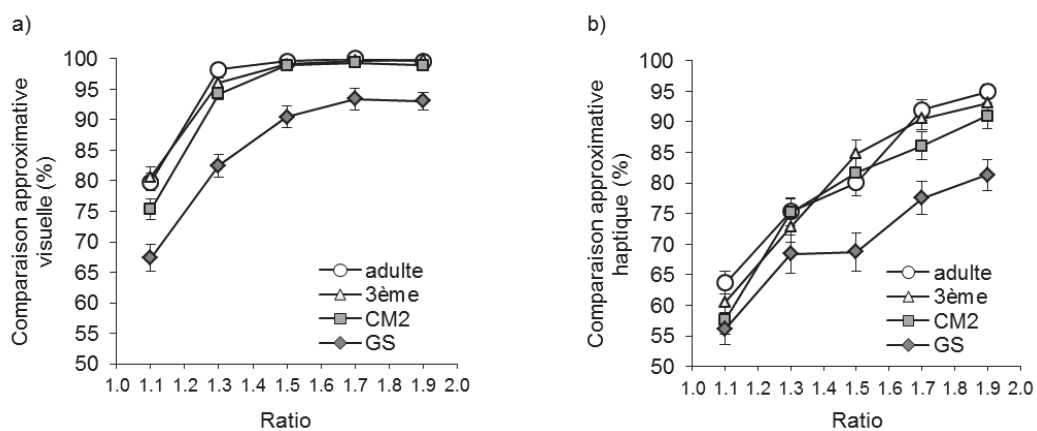 a)
Comparaison approximative
visuelle (%)
100
95
90
85
80
75
70
65
60
55
50
1.0 1.1 1.2 1.3 1.4 1.5 1.6 1.7 1.8 1.9 2.0
Ratio
adulte
3ème
CM2
GS
b)
Comparaison approximative
haptique (%)
100
95
90
85
80
75
70
65
60
55
50
1.0 1.1 1.2 1.3 1.4 1.5 1.6 1.7 1.8 1.9 2.0
Ratio
adulte
3ème
CM2
GS